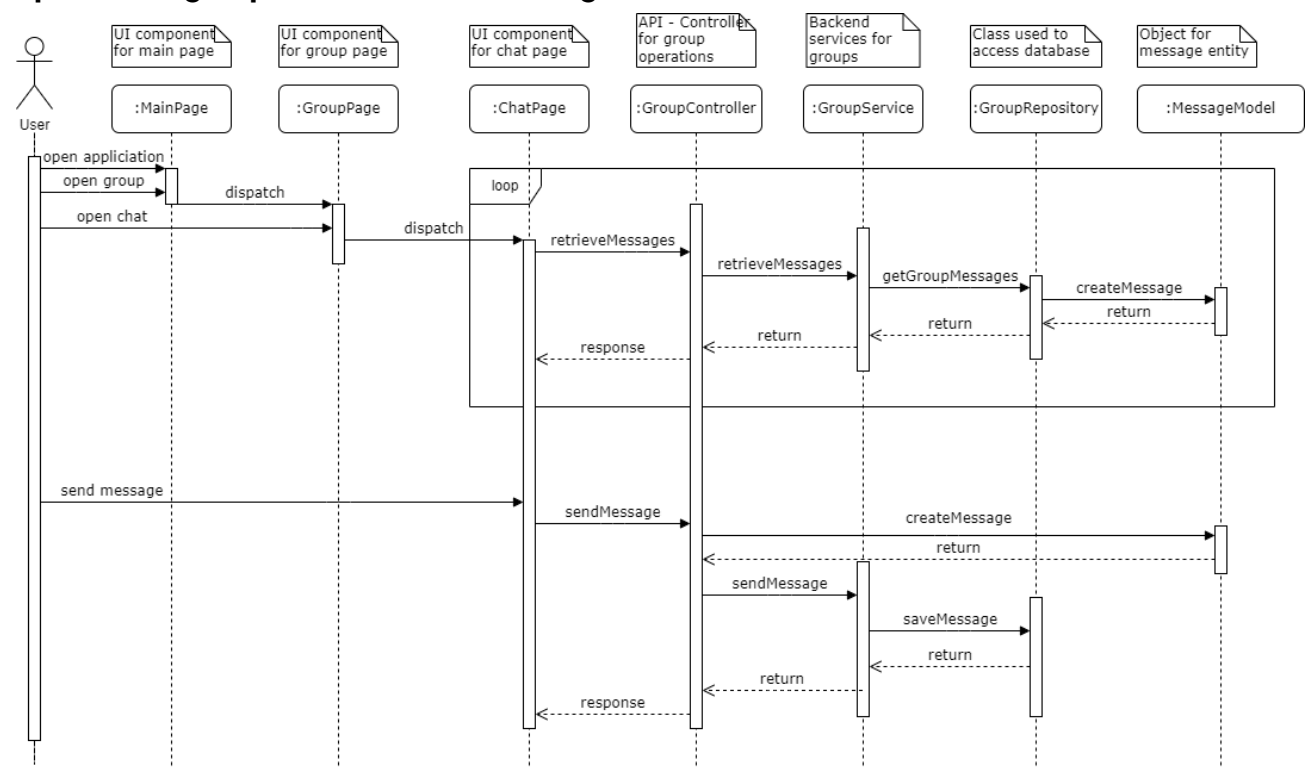 UI component
for main page
UI component
for group page
UI component
for chat page
API - Controller
for group
operations
Backend
services for
groups
Class used to
access database
Object for
message entity
User
:MainPage
:GroupPage
:ChatPage
:GroupController
:GroupService
:GroupRepository
:MessageModel
open appliciation
open group
dispatch
open chat
dispatch
loop
retrieveMessages
retrieveMessages
getGroupMessages
createMessage
return
return
return
response
send message
sendMessage
createMessage
return
sendMessage
saveMessage
return
return
response